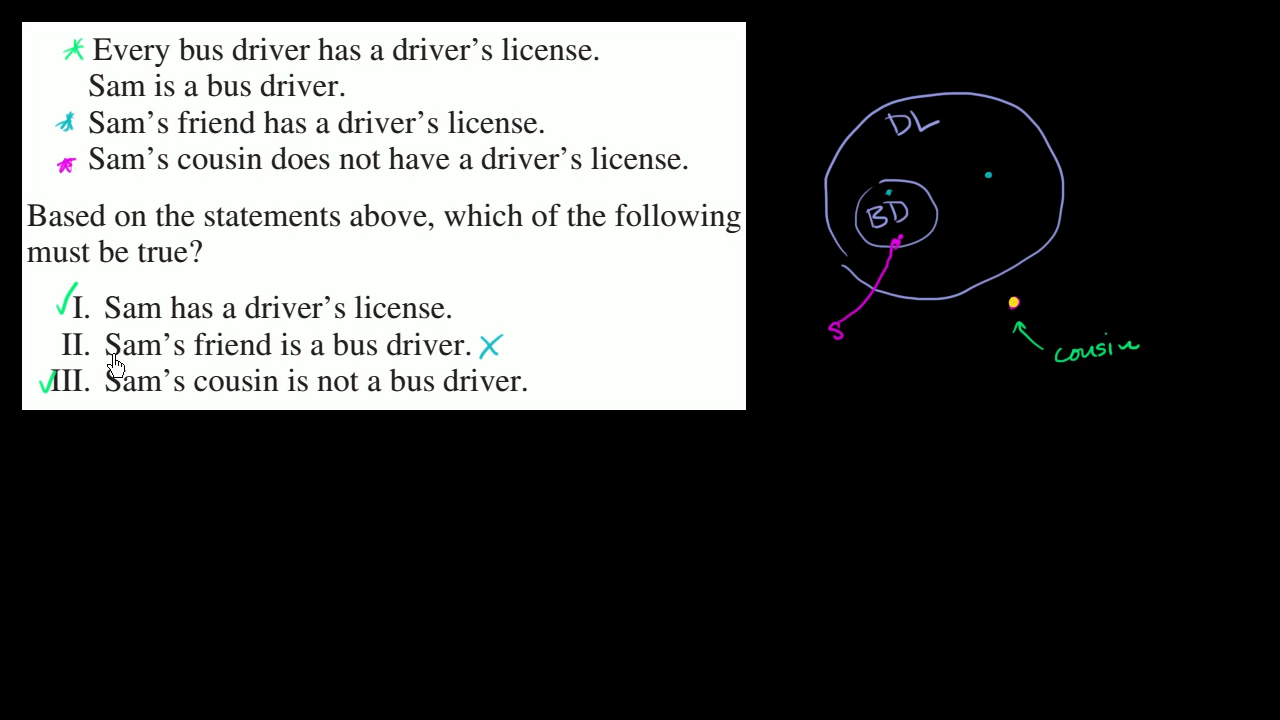 Every bus driver has a driver’s license.
Sam is a bus driver.
Sam’s friend has a driver’s license.
Sam’s cousin does not have a driver’s license.
Based on the statements above, which of the following
must be true?
I. Sam has a driver’s license.
II. Sam’s friend is a bus driver.
III. Sam’s cousin is not a bus driver.
DL
BD
S
cousin